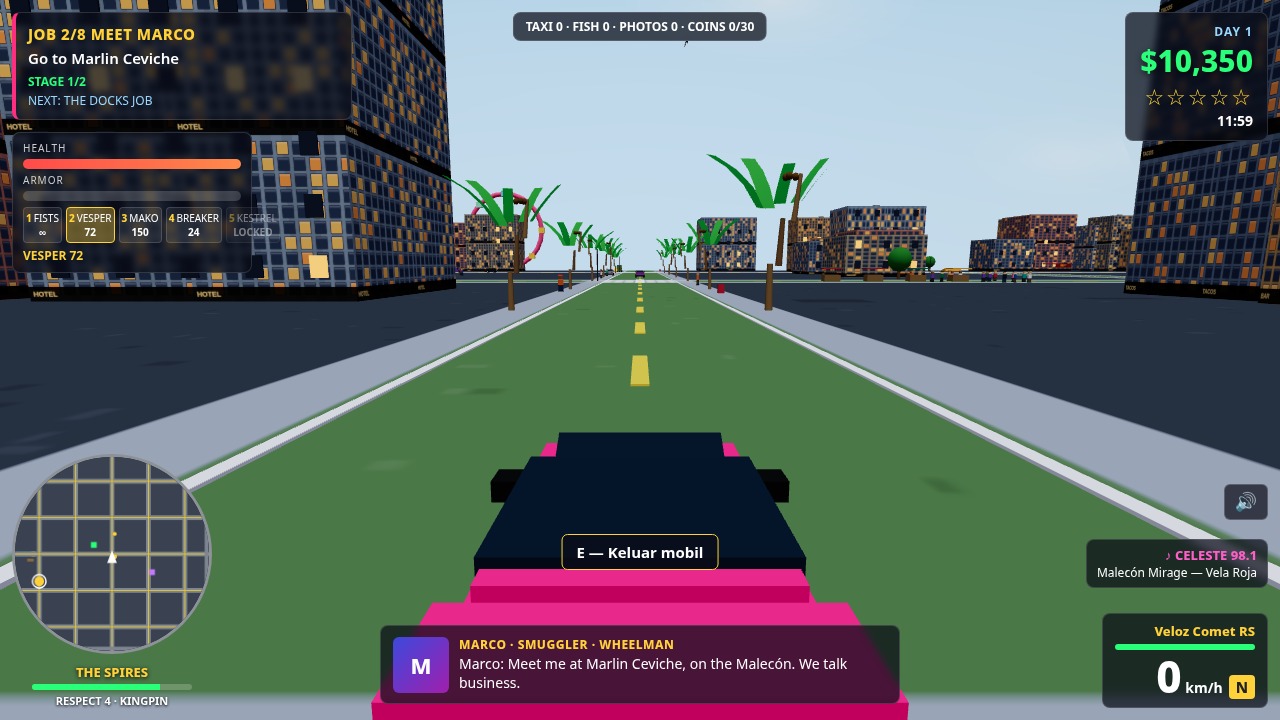 JOB 2/8 MEET MARCO
Go to Marlin Ceviche
STAGE 1/2
NEXT: THE DOCKS JOB
TAXI 0 · FISH 0 · PHOTOS 0 · COINS 0/30
DAY 1
$10,350
☆☆☆☆☆
11:59
HOTEL
HOTEL
HEALTH
ARMOR
1 FISTS
∞
2 VESPER
72
3 MAKO
150
4 BREAKER
24
5 KESTREL
LOCKED
VESPER 72
HOTEL
HOTEL
TACOS
TACOS
BAR
E — Keluar mobil
♪ CELESTE 98.1
Malecón Mirage — Vela Roja
M
MARCO · SMUGGLER · WHEELMAN
Marco: Meet me at Marlin Ceviche, on the Malecón. We talk
business.
THE SPIRES
RESPECT 4 · KINGPIN
Veloz Comet RS
0 km/h N